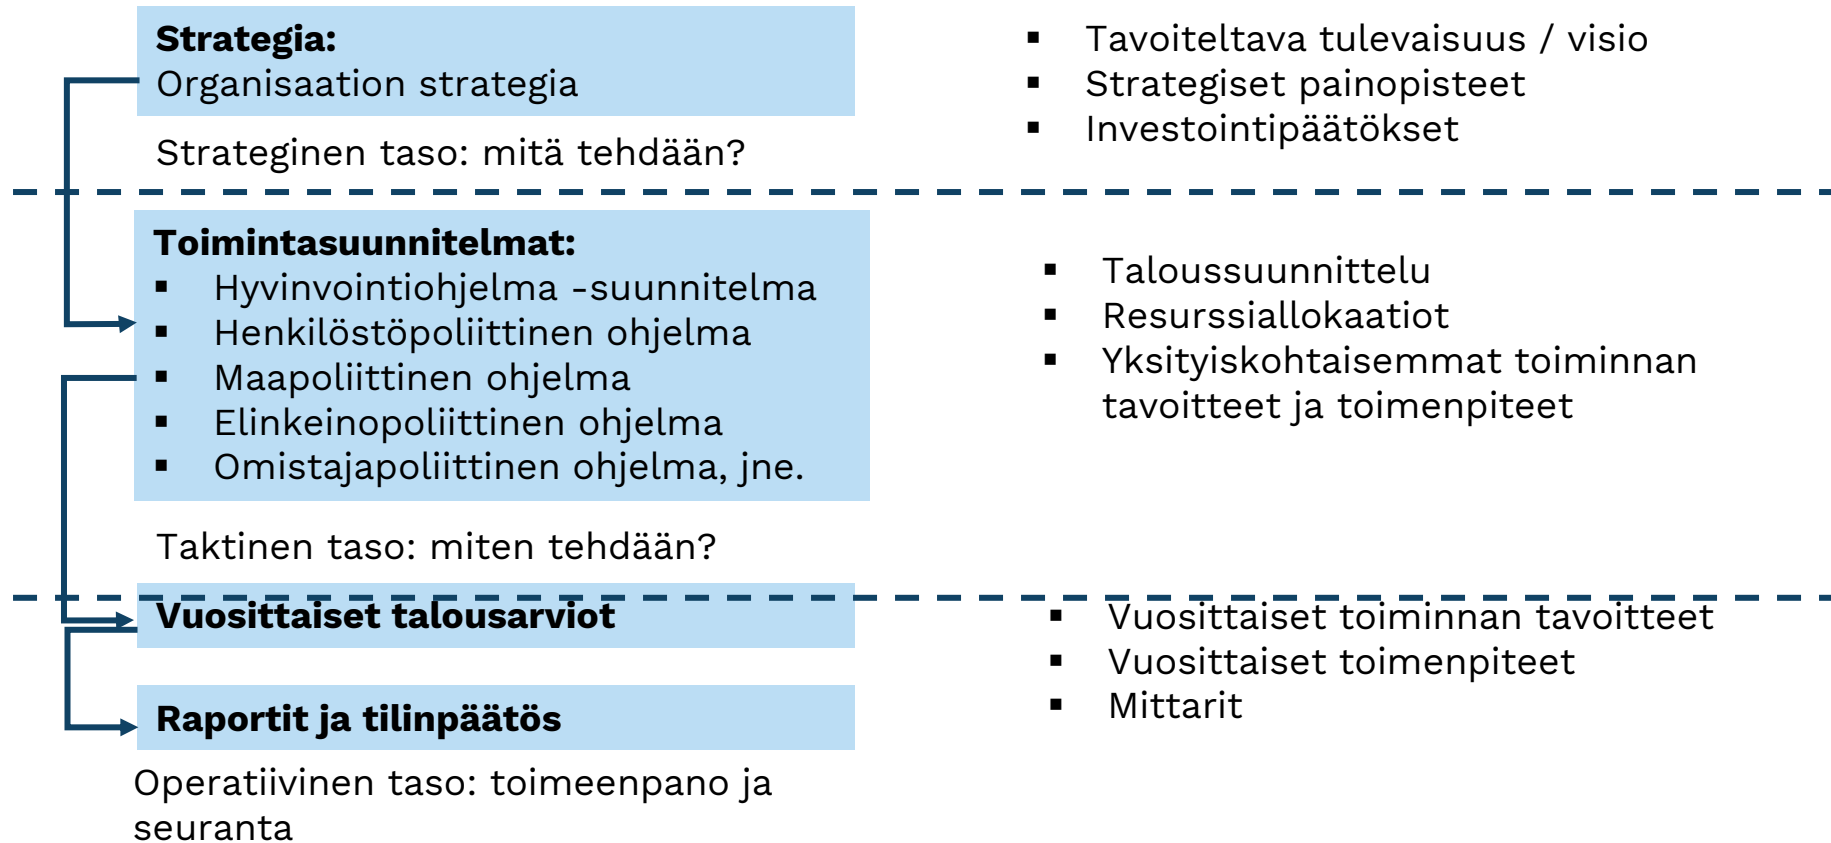 Strategia:
Organisaation strategia
Strateginen taso: mitä tehdään?
▪ Tavoiteltava tulevaisuus / visio
▪ Strategiset painopisteet
▪ Investointipäätökset
Toimintasuunnitelmat:
▪ Hyvinvointiohjelma -suunnitelma
▪ Henkilöstöpoliittinen ohjelma
▪ Maapoliittinen ohjelma
▪ Elinkeinopoliittinen ohjelma
▪ Omistajapoliittinen ohjelma, jne.
Taktinen taso: miten tehdään?
▪ Taloussuunnittelu
▪ Resurssiallokaatiot
▪ Yksityiskohtaisemmat toiminnan
tavoitteet ja toimenpiteet
Vuosittaiset talousarviot
Raportit ja tilinpäätös
Operatiivinen taso: toimeenpano ja
seuranta
▪ Vuosittaiset toiminnan tavoitteet
▪ Vuosittaiset toimenpiteet
▪ Mittarit